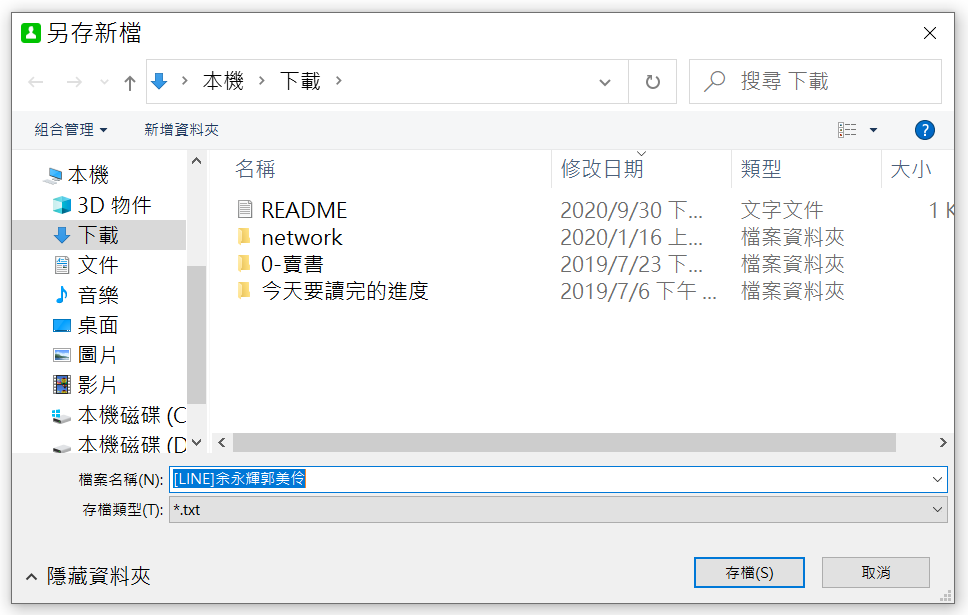 另存新檔
本機 下載
搜尋 下載
組合管理 新增資料夾
名稱 修改日期 類型 大小
本機
3D 物件
下載
文件
音樂
桌面
圖片
影片
本機磁碟 (C
本機磁碟 (D
README 2020/9/30 下... 文字文件 1 K
network 2020/1/16 上... 檔案資料夾
0-賣書 2019/7/23 下... 檔案資料夾
今天要讀完的進度 2019/7/6 下午 ... 檔案資料夾
檔案名稱(N): [LINE]余永輝郭美伶
存檔類型(T): *.txt
隱藏資料夾
存檔(S) 取消